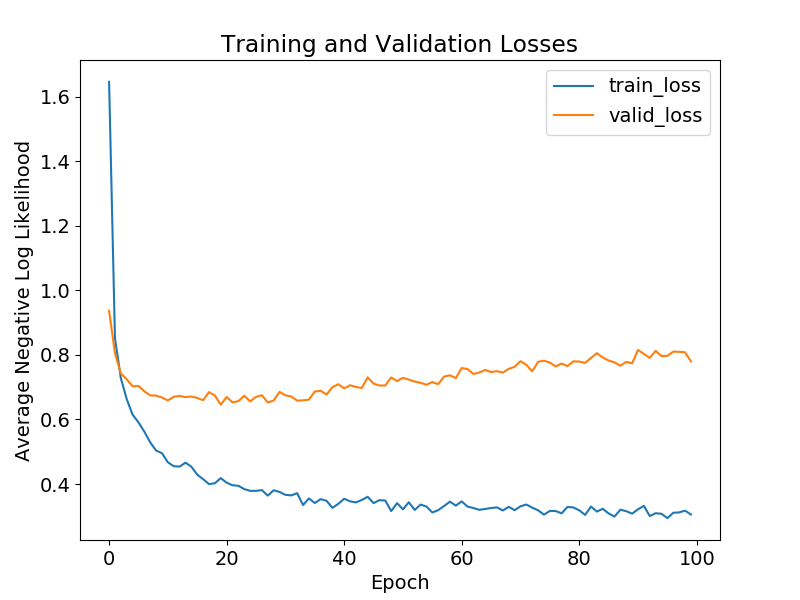 Training and Validation Losses
train_loss
valid_loss
Average Negative Log Likelihood
1.6
1.4
1.2
1.0
0.8
0.6
0.4
0 20 40 60 80 100
Epoch